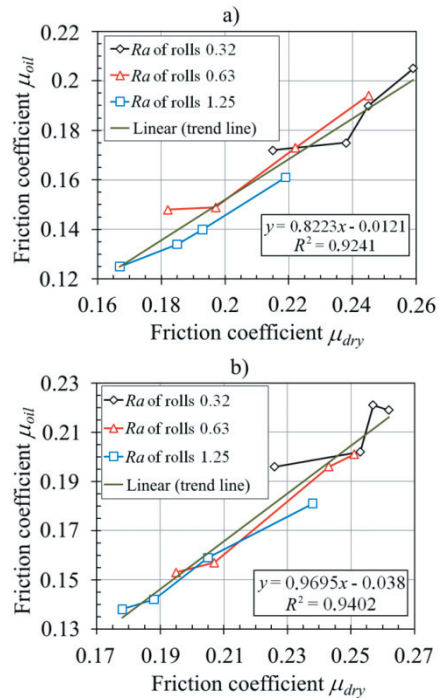 a)
Friction coefficient μoil
0.22
0.2
0.18
0.16
0.14
0.12
Ra of rolls 0.32
Ra of rolls 0.63
Ra of rolls 1.25
Linear (trend line)
y = 0.8223x - 0.0121
R² = 0.9241
0.16 0.18 0.2 0.22 0.24 0.26
Friction coefficient μdry
b)
Friction coefficient μoil
0.23
0.21
0.19
0.17
0.15
0.13
Ra of rolls 0.32
Ra of rolls 0.63
Ra of rolls 1.25
Linear (trend line)
y = 0.9695x - 0.038
R² = 0.9402
0.17 0.19 0.21 0.23 0.25 0.27
Friction coefficient μdry